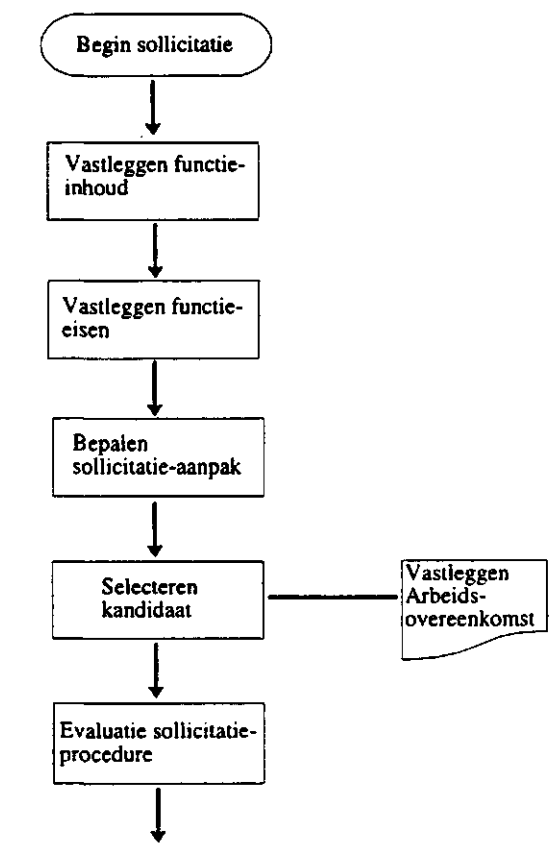 Begin sollicitatie
Vastleggen functie-
inhoud
Vastleggen functie-
eisen
Bepalen
sollicitatie-aanpak
Selecteren
kandidaat
Vastleggen
Arbeids-
overeenkomst
Evaluatie sollicitatie-
procedure